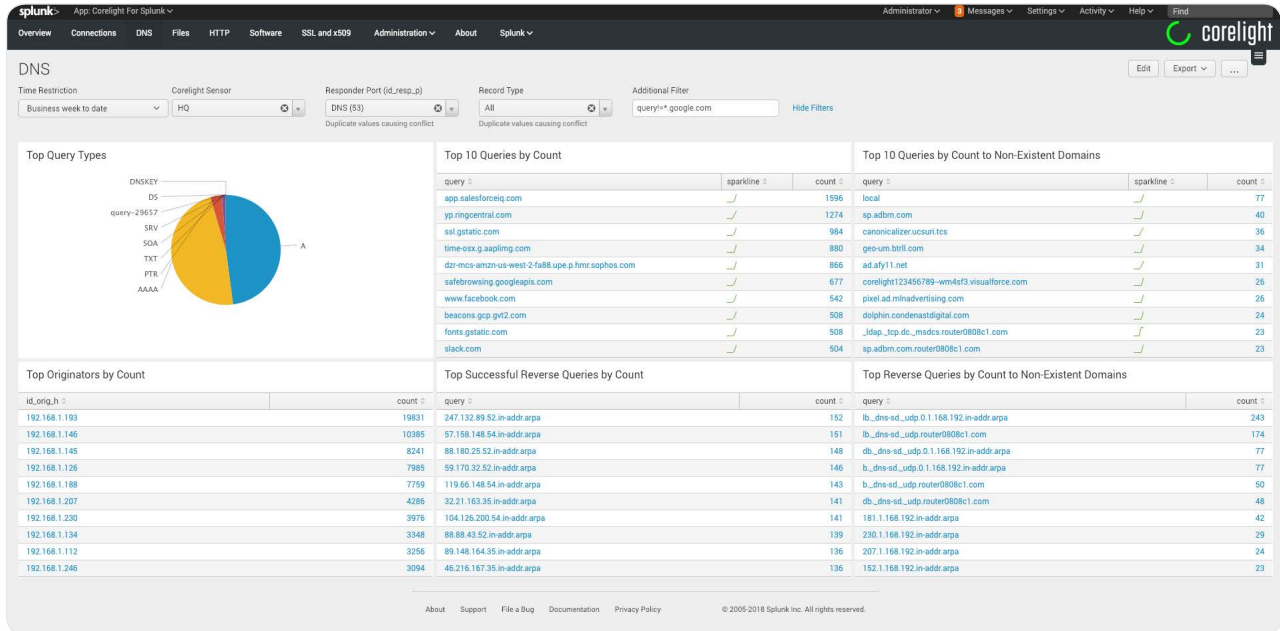 splunk> App: Corelight For Splunk Administrator 3 Messages Settings Activity Help Find
Overview Connections DNS Files HTTP Software SSL and x509 Administration About Splunk corelight
DNS Edit Export ...
Time Restriction Corelight Sensor Responder Port (id_resp_p) Record Type Additional Filter
Business week to date HQ DNS (53) All query!=*.google.com Hide Filters
Duplicate values causing conflict Duplicate values causing conflict
Top Query Types
DNSKEY
DS
query-29657
SRV
SOA
TXT
PTR
AAAA
A
Top 10 Queries by Count
query sparkline count
app.salesforceiq.com 1596
yp.ringcentral.com 1274
ssl.gstatic.com 984
time-osx.g.aaplimg.com 880
dzr-mcs-amzn-us-west-2-fa88.upe.p.hmr.sophos.com 866
safebrowsing.googleapis.com 677
www.facebook.com 542
beacons.gcp.gvt2.com 508
fonts.gstatic.com 508
slack.com 504
Top 10 Queries by Count to Non-Existent Domains
query sparkline count
local 77
sp.adbrn.com 40
canonicalizer.ucsuri.tcs 36
geo-um.btrll.com 34
ad.afy11.net 31
corelight123456789--wm4sf3.visualforce.com 26
pixel.ad.mlnadvertising.com 26
dolphin.condenastdigital.com 24
_ldap._tcp.dc._msdcs.router0808c1.com 23
sp.adbrn.com.router0808c1.com 23
Top Originators by Count
id_orig_h count
192.168.1.193 19831
192.168.1.146 10385
192.168.1.145 8241
192.168.1.126 7985
192.168.1.188 7759
192.168.1.207 4286
192.168.1.230 3976
192.168.1.134 3348
192.168.1.112 3256
192.168.1.246 3094
Top Successful Reverse Queries by Count
query count
247.132.89.52.in-addr.arpa 152
57.158.148.54.in-addr.arpa 151
88.180.25.52.in-addr.arpa 148
59.170.32.52.in-addr.arpa 146
119.66.148.54.in-addr.arpa 143
32.21.163.35.in-addr.arpa 141
104.126.200.54.in-addr.arpa 141
88.88.43.52.in-addr.arpa 139
89.148.164.35.in-addr.arpa 136
46.216.167.35.in-addr.arpa 136
Top Reverse Queries by Count to Non-Existent Domains
query count
lb._dns-sd._udp.0.1.168.192.in-addr.arpa 243
lb._dns-sd._udp.router0808c1.com 174
db._dns-sd._udp.0.1.168.192.in-addr.arpa 77
b._dns-sd._udp.0.1.168.192.in-addr.arpa 77
b._dns-sd._udp.router0808c1.com 50
db._dns-sd._udp.router0808c1.com 48
181.1.168.192.in-addr.arpa 42
230.1.168.192.in-addr.arpa 29
207.1.168.192.in-addr.arpa 24
152.1.168.192.in-addr.arpa 23
About Support File a Bug Documentation Privacy Policy © 2005-2018 Splunk Inc. All rights reserved.